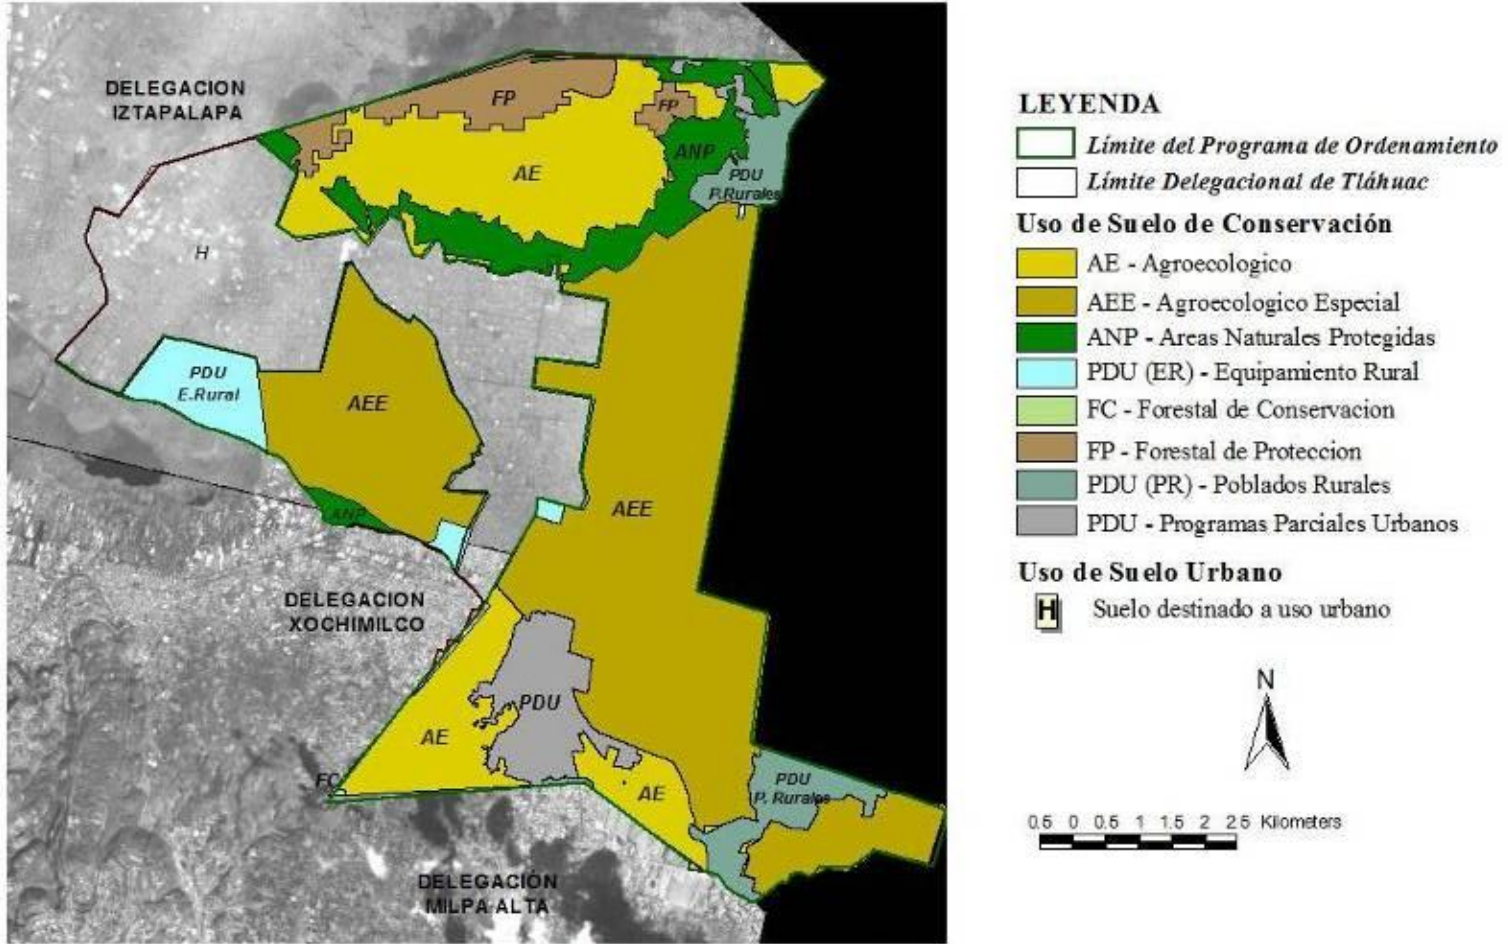 DELEGACION
IZTAPALAPA
FP
FP
AE
ANP
PDU
P.Rurales
H
PDU
E.Rural
AEE
AEE
ANP
DELEGACION
XOCHIMILCO
PDU
AE
FC
AE
PDU
P. Rurales
DELEGACIÓN
MILPA ALTA
LEYENDA
Límite del Programa de Ordenamiento
Límite Delegacional de Tláhuac
Uso de Suelo de Conservación
AE - Agroecologico
AEE - Agroecologico Especial
ANP - Areas Naturales Protegidas
PDU (ER) - Equipamiento Rural
FC - Forestal de Conservacion
FP - Forestal de Proteccion
PDU (PR) - Poblados Rurales
PDU - Programas Parciales Urbanos
Uso de Suelo Urbano
H Suelo destinado a uso urbano
N
0.5 0 0.5 1 1.5 2 2.5 Kilometers